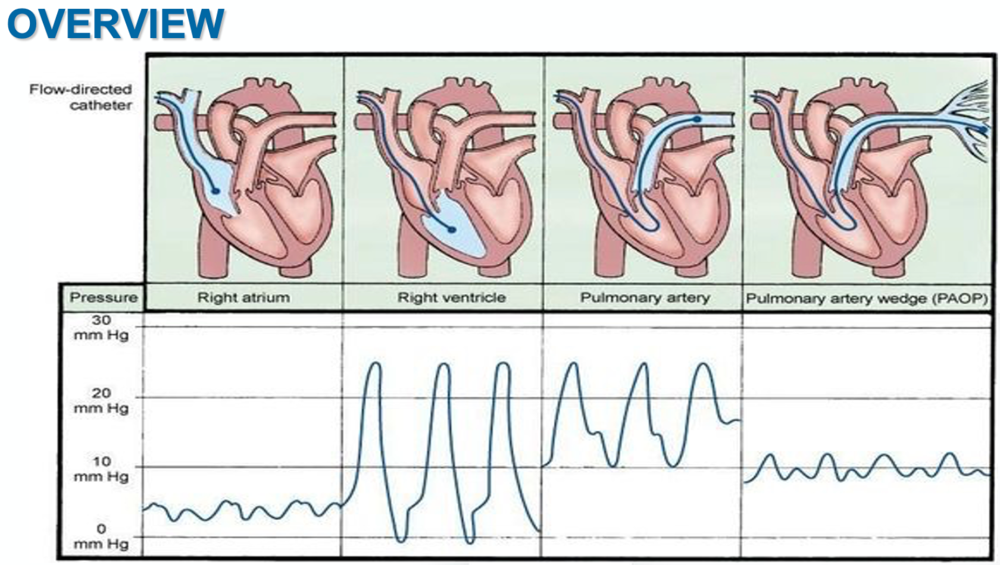 OVERVIEW
Flow-directed
catheter
Pressure
Right atrium
Right ventricle
Pulmonary artery
Pulmonary artery wedge (PAOP)
30
mm Hg
20
mm Hg
10
mm Hg
0
mm Hg